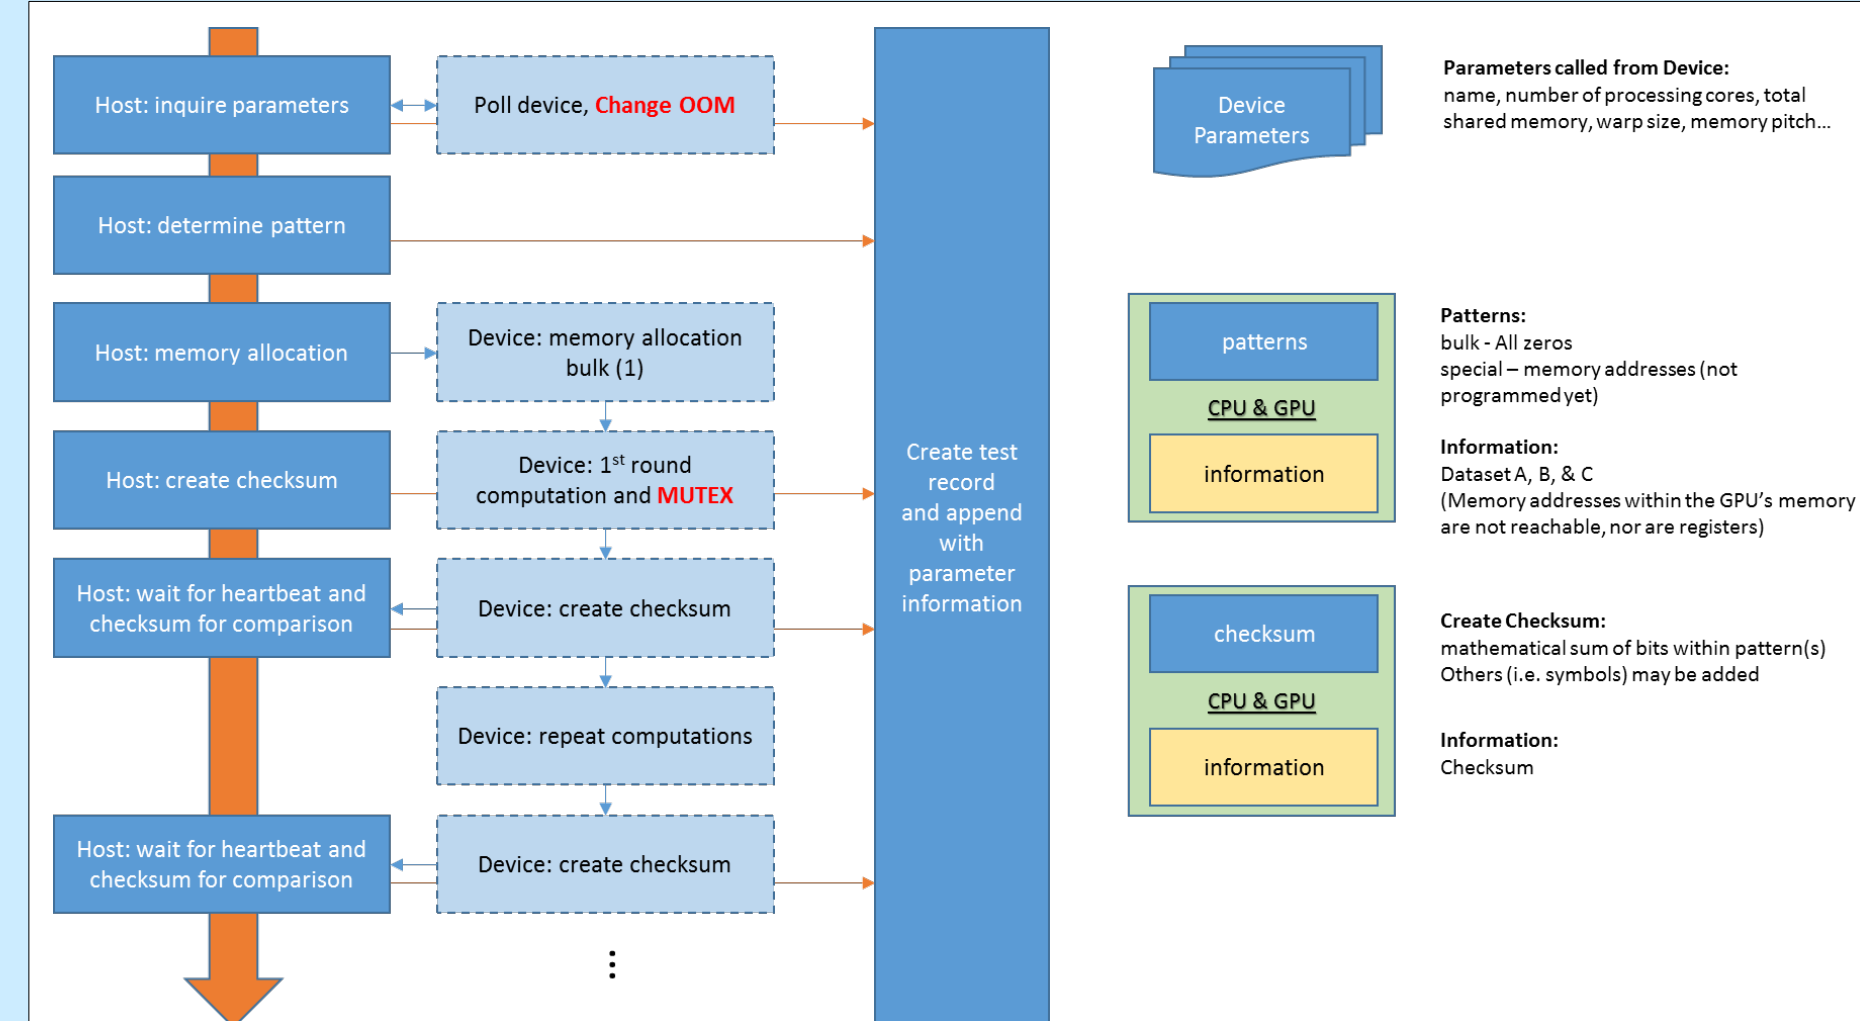 Host: inquire parameters
Poll device, Change OOM
Host: determine pattern
Host: memory allocation
Device: memory allocation
bulk (1)
Host: create checksum
Device: 1st round
computation and MUTEX
Host: wait for heartbeat and
checksum for comparison
Device: create checksum
Device: repeat computations
Host: wait for heartbeat and
checksum for comparison
Device: create checksum
⋮
Create test
record
and append
with
parameter
information
Device
Parameters
Parameters called from Device:
name, number of processing cores, total
shared memory, warp size, memory pitch...
patterns
CPU & GPU
information
Patterns:
bulk - All zeros
special – memory addresses (not
programmed yet)
Information:
Dataset A, B, & C
(Memory addresses within the GPU’s memory
are not reachable, nor are registers)
checksum
CPU & GPU
information
Create Checksum:
mathematical sum of bits within pattern(s)
Others (i.e. symbols) may be added
Information:
Checksum